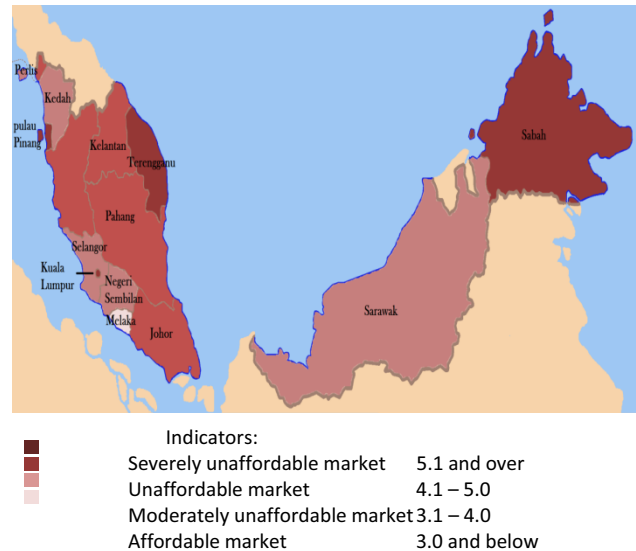 Perlis
Kedah
pulau
Pinang
Kelantan
Terengganu
Pahang
Selangor
Kuala
Lumpur
Negeri
Sembilan
Melaka
Johor
Sabah
Sarawak
Indicators:
Severely unaffordable market 5.1 and over
Unaffordable market 4.1 – 5.0
Moderately unaffordable market 3.1 – 4.0
Affordable market 3.0 and below